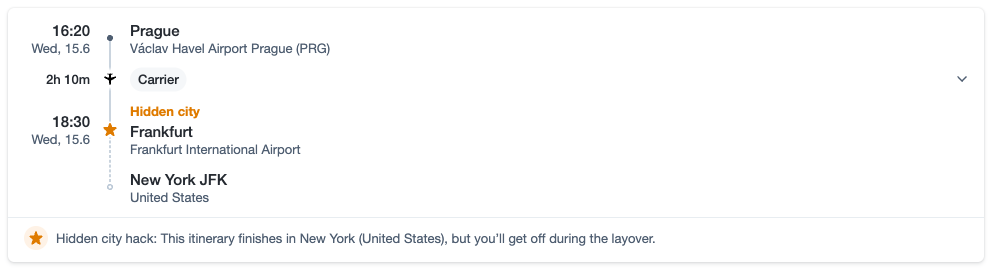 16:20 Prague
Wed, 15.6 Václav Havel Airport Prague (PRG)
2h 10m Carrier
Hidden city
18:30 Frankfurt
Wed, 15.6 Frankfurt International Airport
New York JFK
United States
Hidden city hack: This itinerary finishes in New York (United States), but you’ll get off during the layover.